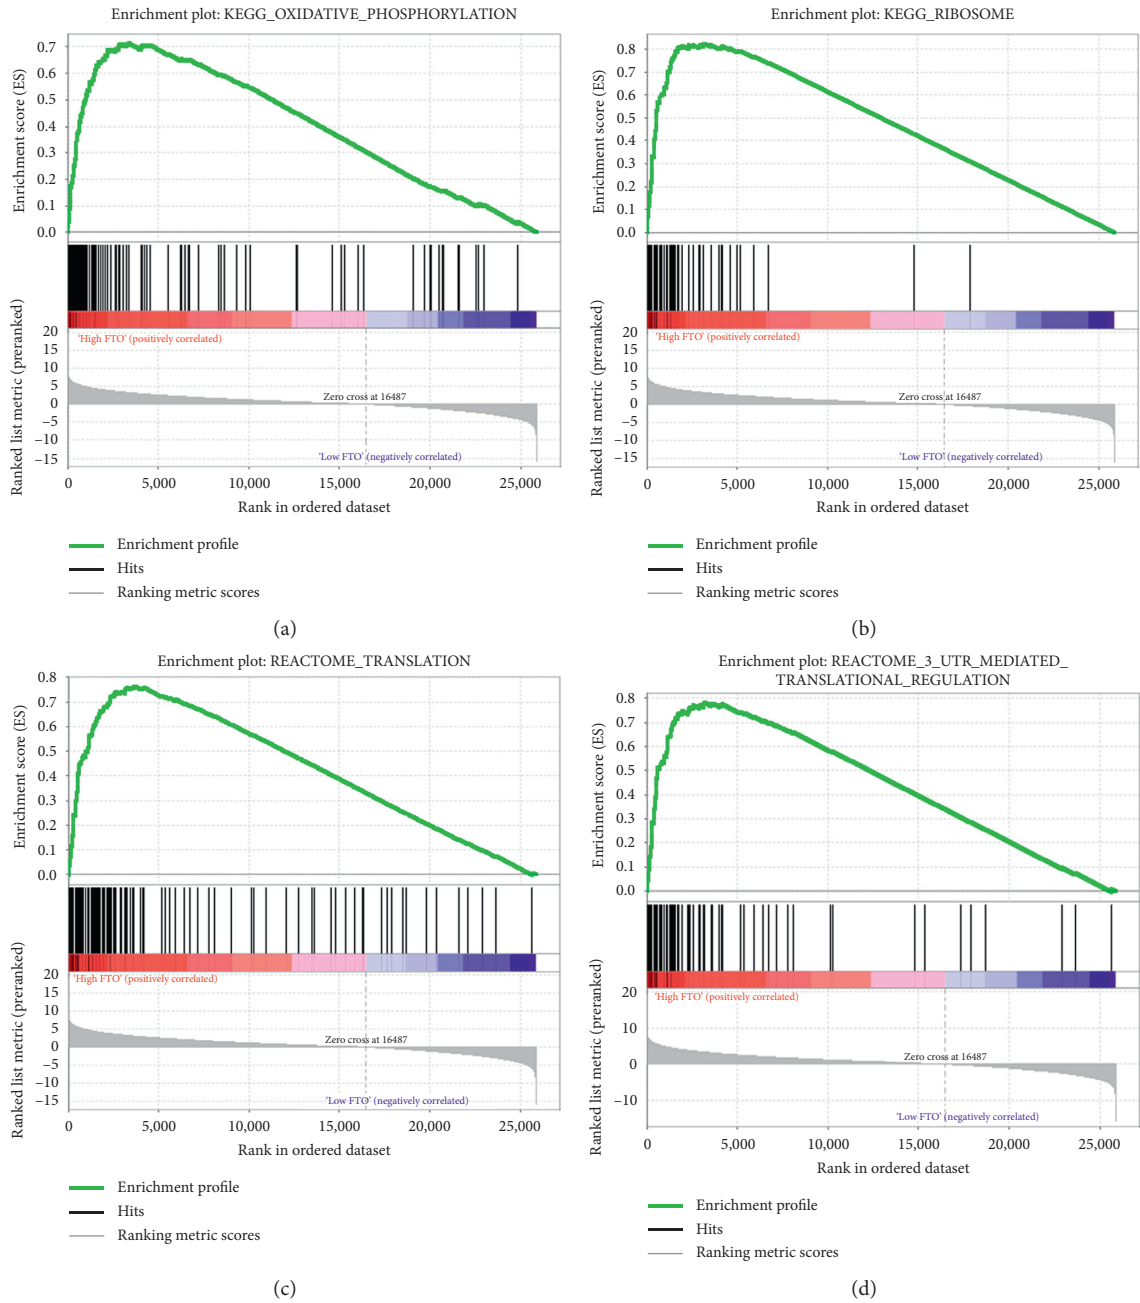 Enrichment plot: KEGG_OXIDATIVE_PHOSPHORYLATION
Enrichment score (ES)
0.7
0.6
0.5
0.4
0.3
0.2
0.1
0.0
Ranked list metric (preranked)
20
15
10
5
0
−5
−10
−15
'High FTO' (positively correlated)
Zero cross at 16487
'Low FTO' (negatively correlated)
0 5,000 10,000 15,000 20,000 25,000
Rank in ordered dataset
Enrichment profile
Hits
Ranking metric scores
(a)
Enrichment plot: KEGG_RIBOSOME
Enrichment score (ES)
0.8
0.7
0.6
0.5
0.4
0.3
0.2
0.1
0.0
Ranked list metric (preranked)
20
15
10
5
0
−5
−10
−15
'High FTO' (positively correlated)
Zero cross at 16487
'Low FTO' (negatively correlated)
0 5,000 10,000 15,000 20,000 25,000
Rank in ordered dataset
Enrichment profile
Hits
Ranking metric scores
(b)
Enrichment plot: REACTOME_TRANSLATION
Enrichment score (ES)
0.8
0.7
0.6
0.5
0.4
0.3
0.2
0.1
0.0
Ranked list metric (preranked)
20
15
10
5
0
−5
−10
−15
'High FTO' (positively correlated)
Zero cross at 16487
'Low FTO' (negatively correlated)
0 5,000 10,000 15,000 20,000 25,000
Rank in ordered dataset
Enrichment profile
Hits
Ranking metric scores
(c)
Enrichment plot: REACTOME_3_UTR_MEDIATED_
TRANSLATIONAL_REGULATION
Enrichment score (ES)
0.8
0.7
0.6
0.5
0.4
0.3
0.2
0.1
0.0
Ranked list metric (preranked)
20
10
0
−10
'High FTO' (positively correlated)
Zero cross at 16487
'Low FTO' (negatively correlated)
0 5,000 10,000 15,000 20,000 25,000
Rank in ordered dataset
Enrichment profile
Hits
Ranking metric scores
(d)